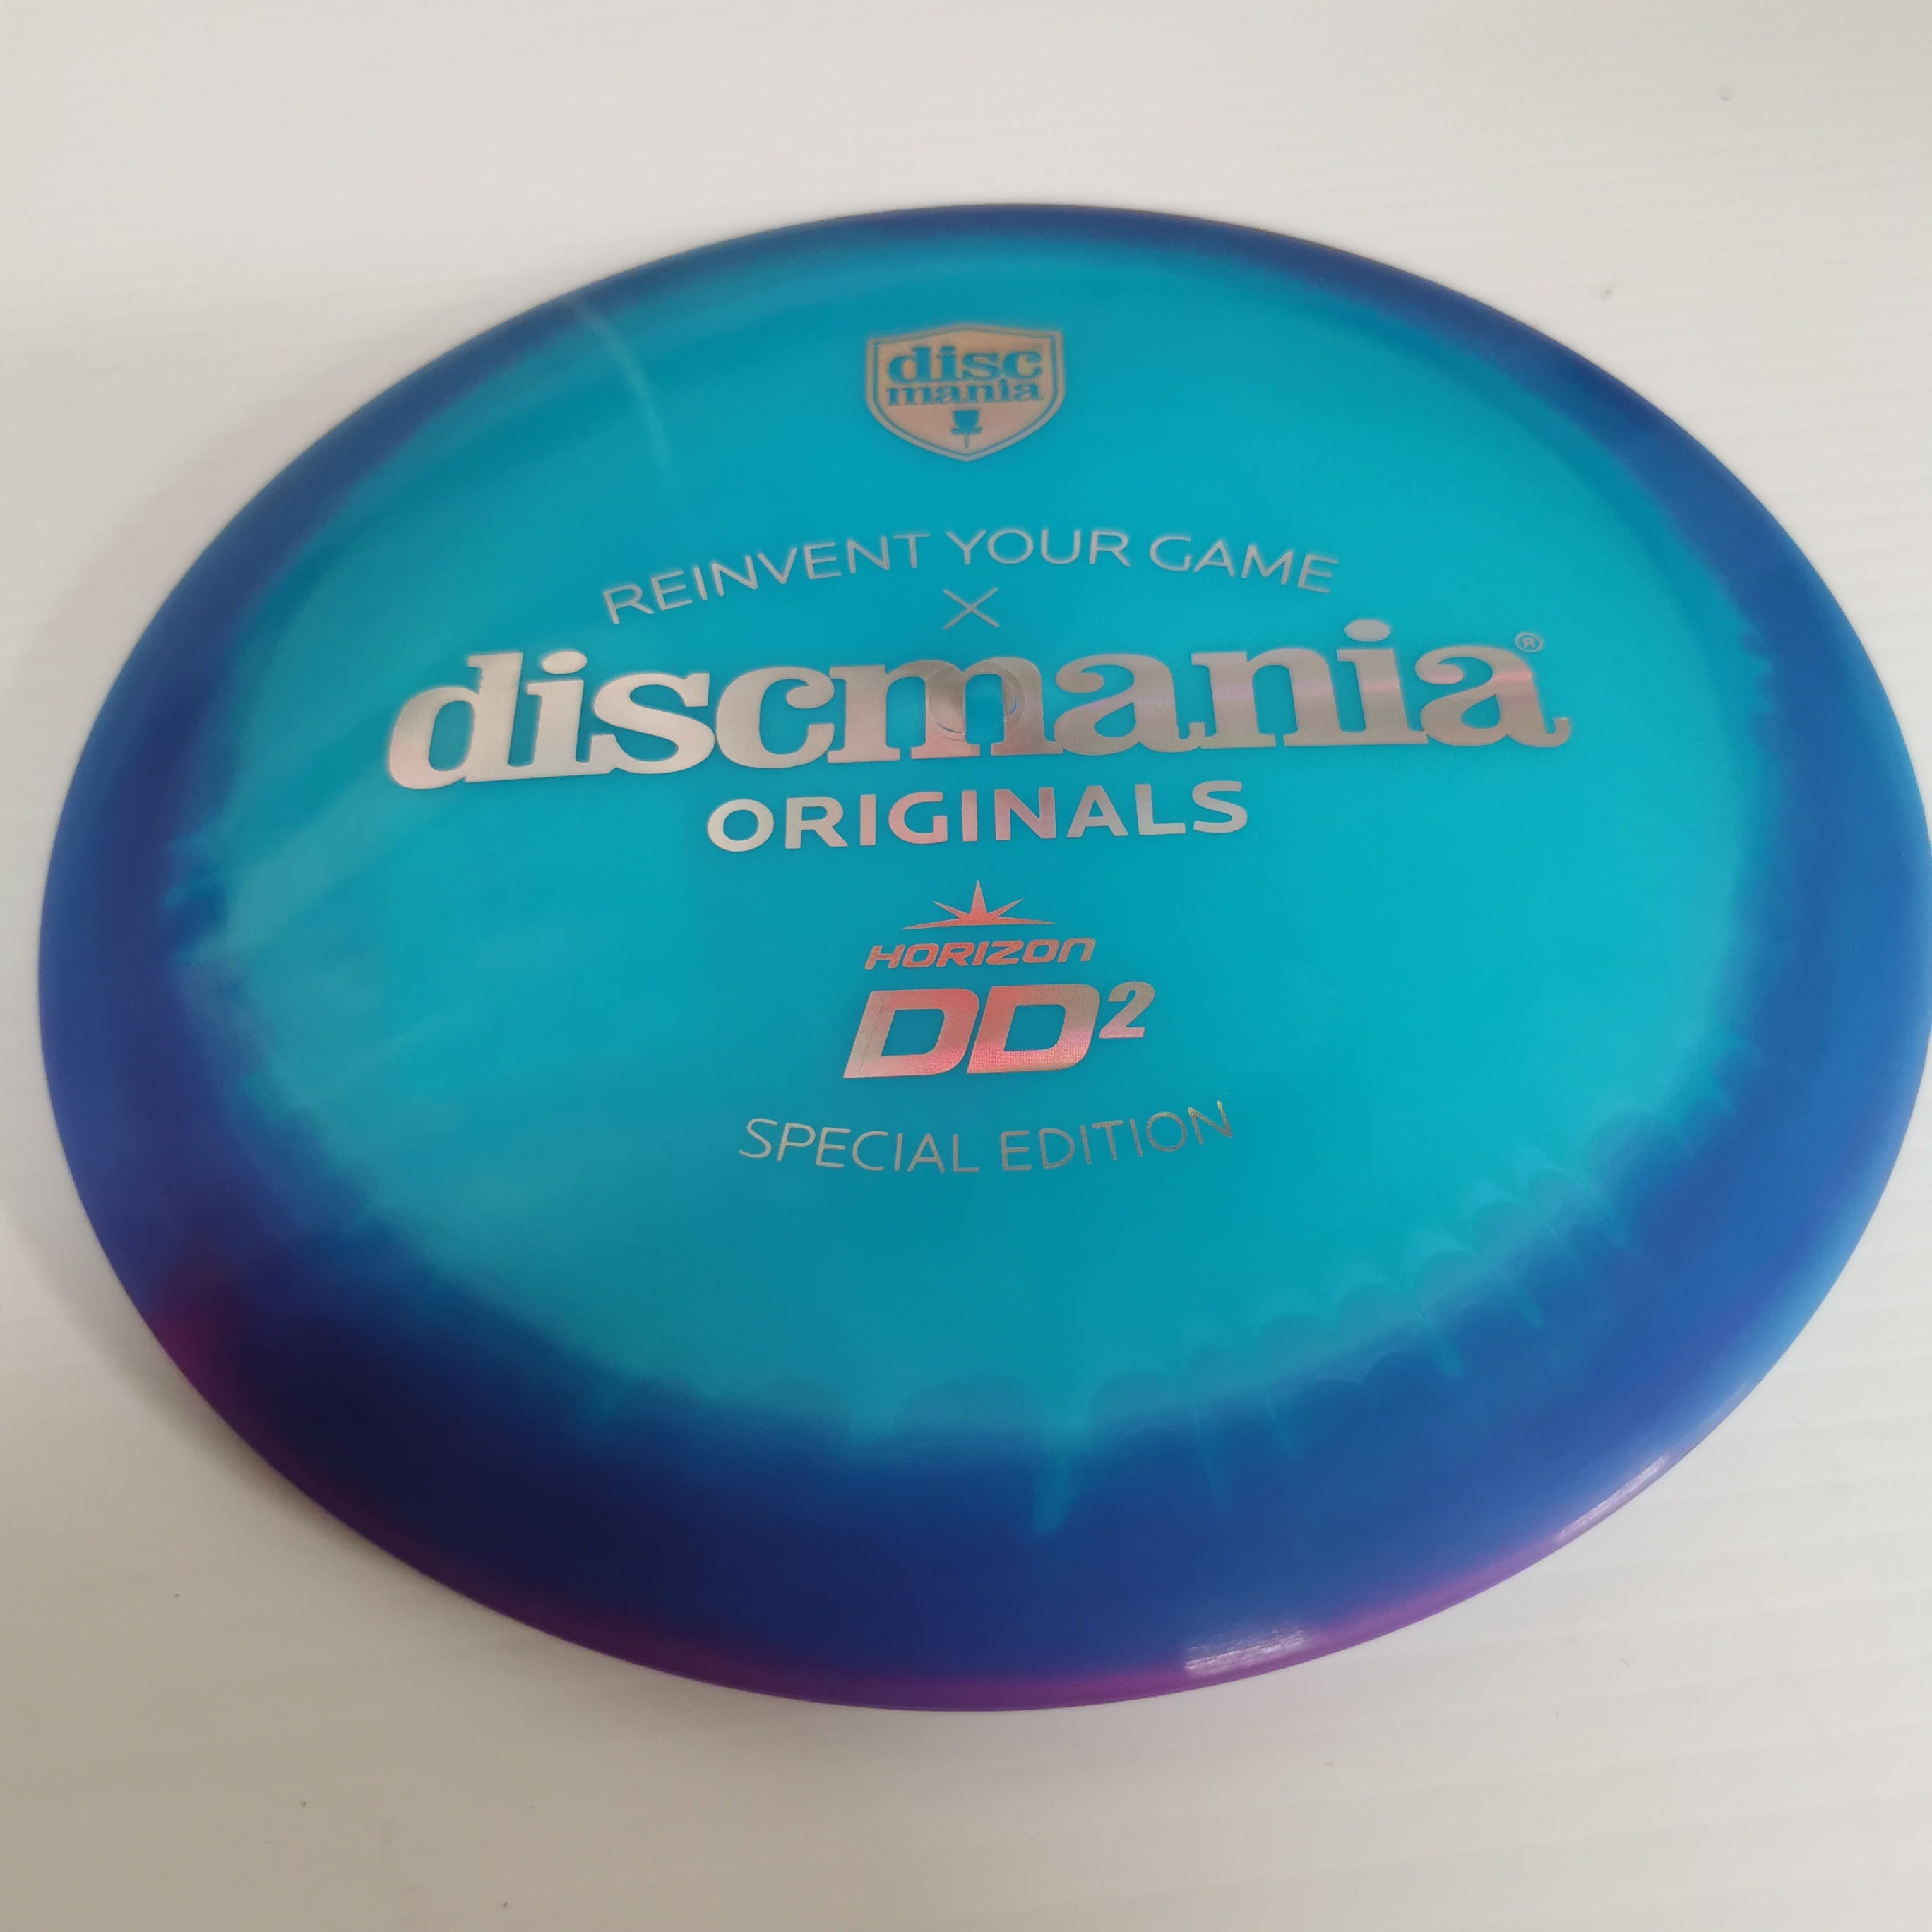 disc
mania
REINVENT YOUR GAME
X
discmania®
ORIGINALS
HORIZON
DD²
SPECIAL EDITION